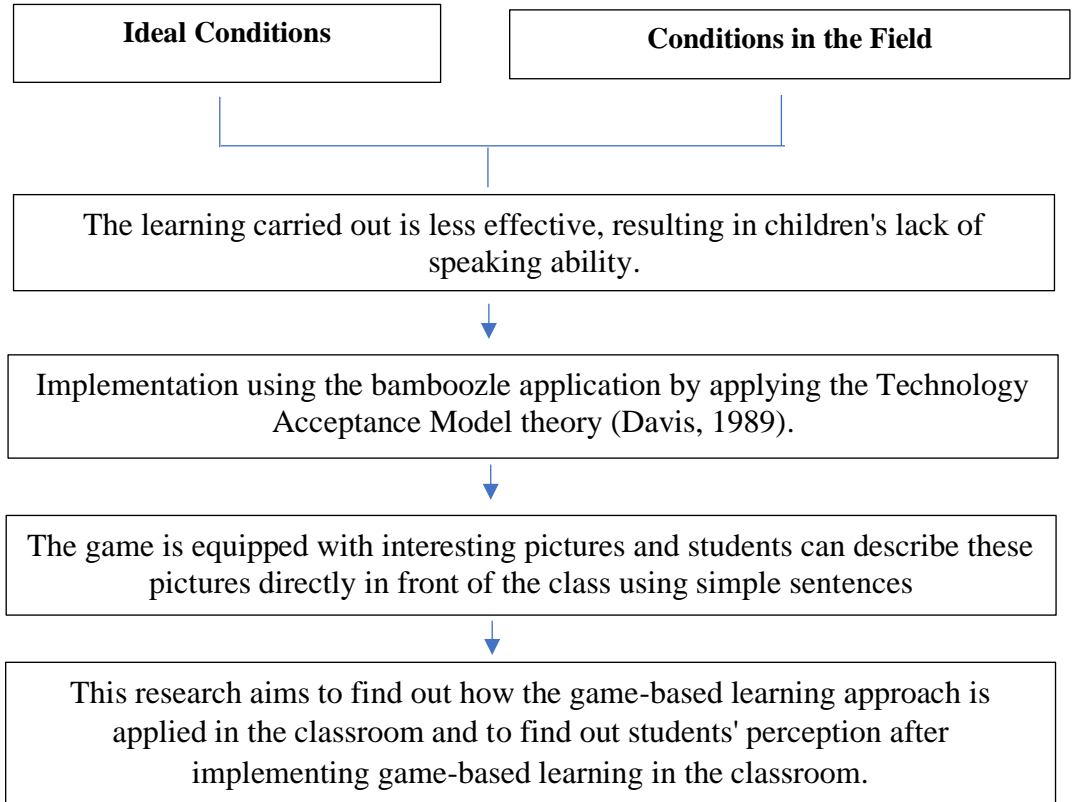 Ideal Conditions
Conditions in the Field
The learning carried out is less effective, resulting in children's lack of
speaking ability.
Implementation using the bamboozle application by applying the Technology
Acceptance Model theory (Davis, 1989).
The game is equipped with interesting pictures and students can describe these
pictures directly in front of the class using simple sentences
This research aims to find out how the game-based learning approach is
applied in the classroom and to find out students' perception after
implementing game-based learning in the classroom.